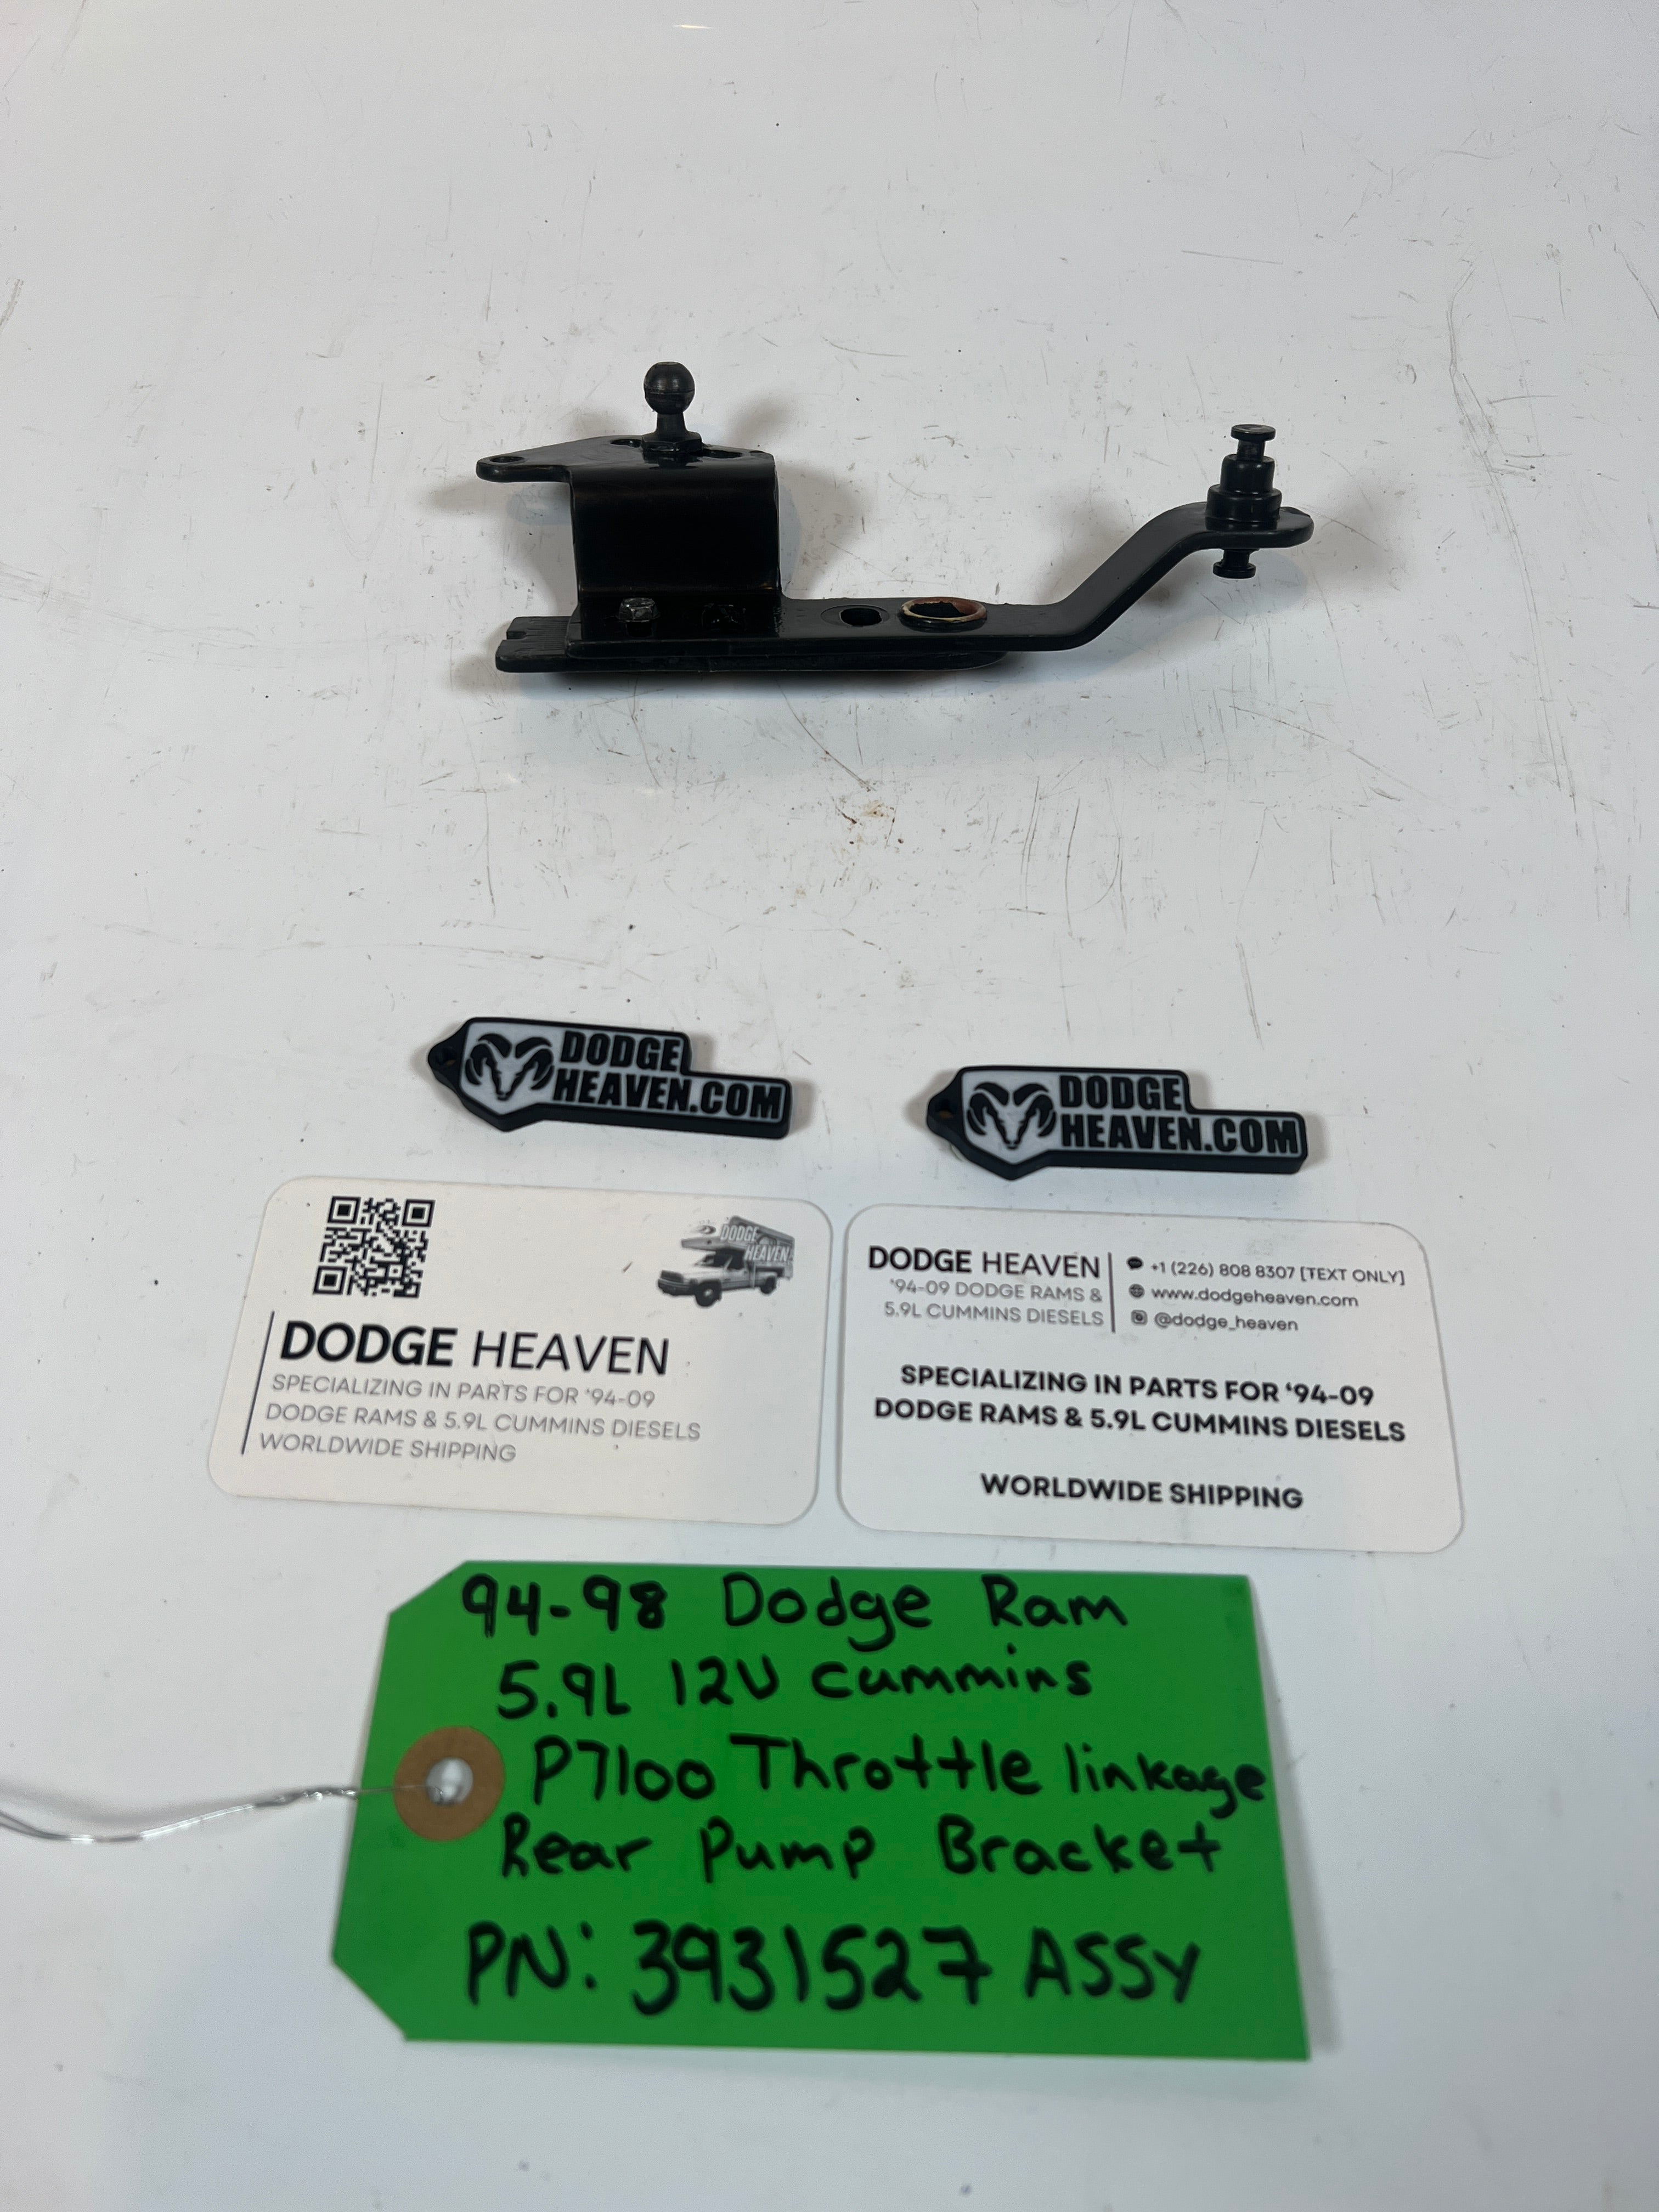 DODGE
HEAVEN.COM
DODGE
HEAVEN.COM
DODGE
HEAVEN
DODGE HEAVEN
SPECIALIZING IN PARTS FOR '94-09
DODGE RAMS & 5.9L CUMMINS DIESELS
WORLDWIDE SHIPPING
DODGE HEAVEN
'94-09 DODGE RAMS &
5.9L CUMMINS DIESELS
+1 (226) 808 8307 [TEXT ONLY]
www.dodgeheaven.com
@dodge_heaven
SPECIALIZING IN PARTS FOR '94-09
DODGE RAMS & 5.9L CUMMINS DIESELS
WORLDWIDE SHIPPING
94-98 Dodge Ram
5.9L 12V Cummins
P7100 Throttle linkage
Rear Pump Bracket
PN: 3931527 ASSY